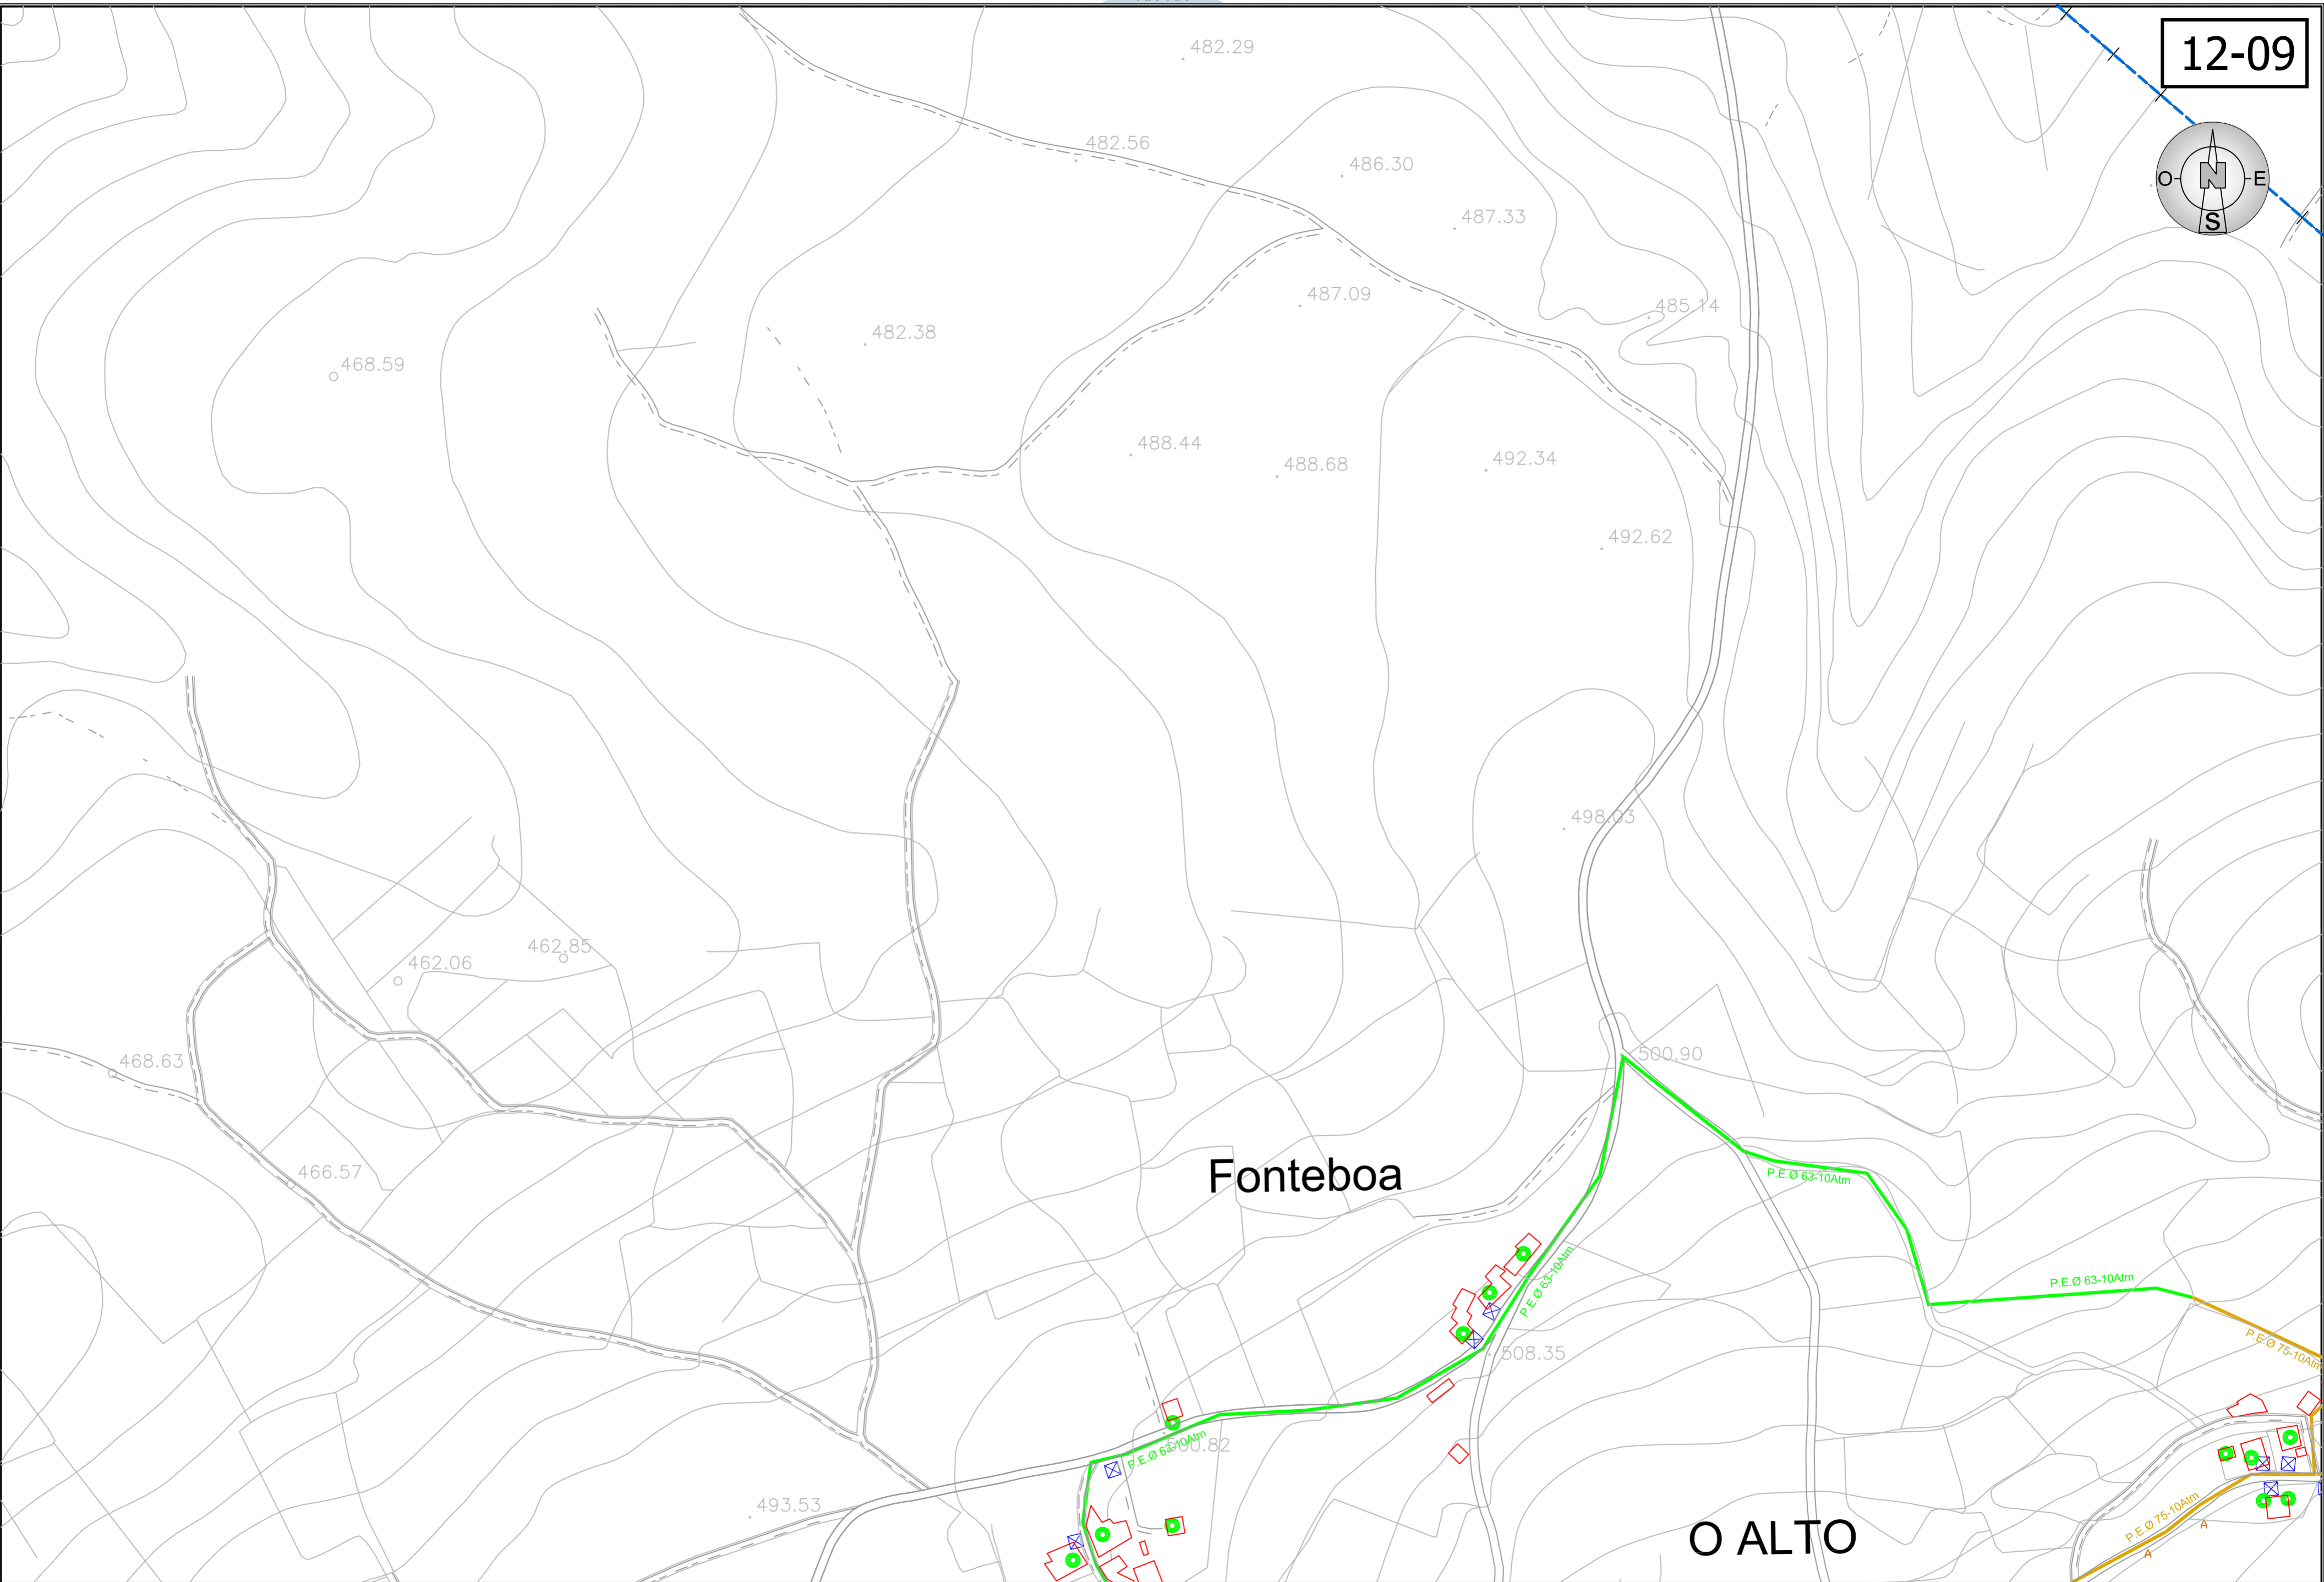 12-09
482.29
482.56
486.30
487.33
N
O
E
S
487.09
485.14
482.38
468.59
488.44
488.68
492.34
492.62
498.03
462.85
462.06
468.63
500.90
466.57
Fonteboa
P.E.Ø 63-10Atm
P.E.Ø 63-10Atm
P.E.Ø 63-10Atm
P.E.Ø 75-10Atm
508.35
P.E.Ø 63-10Atm
493.53
P.E.Ø 75-10Atm
A
O ALTO
A